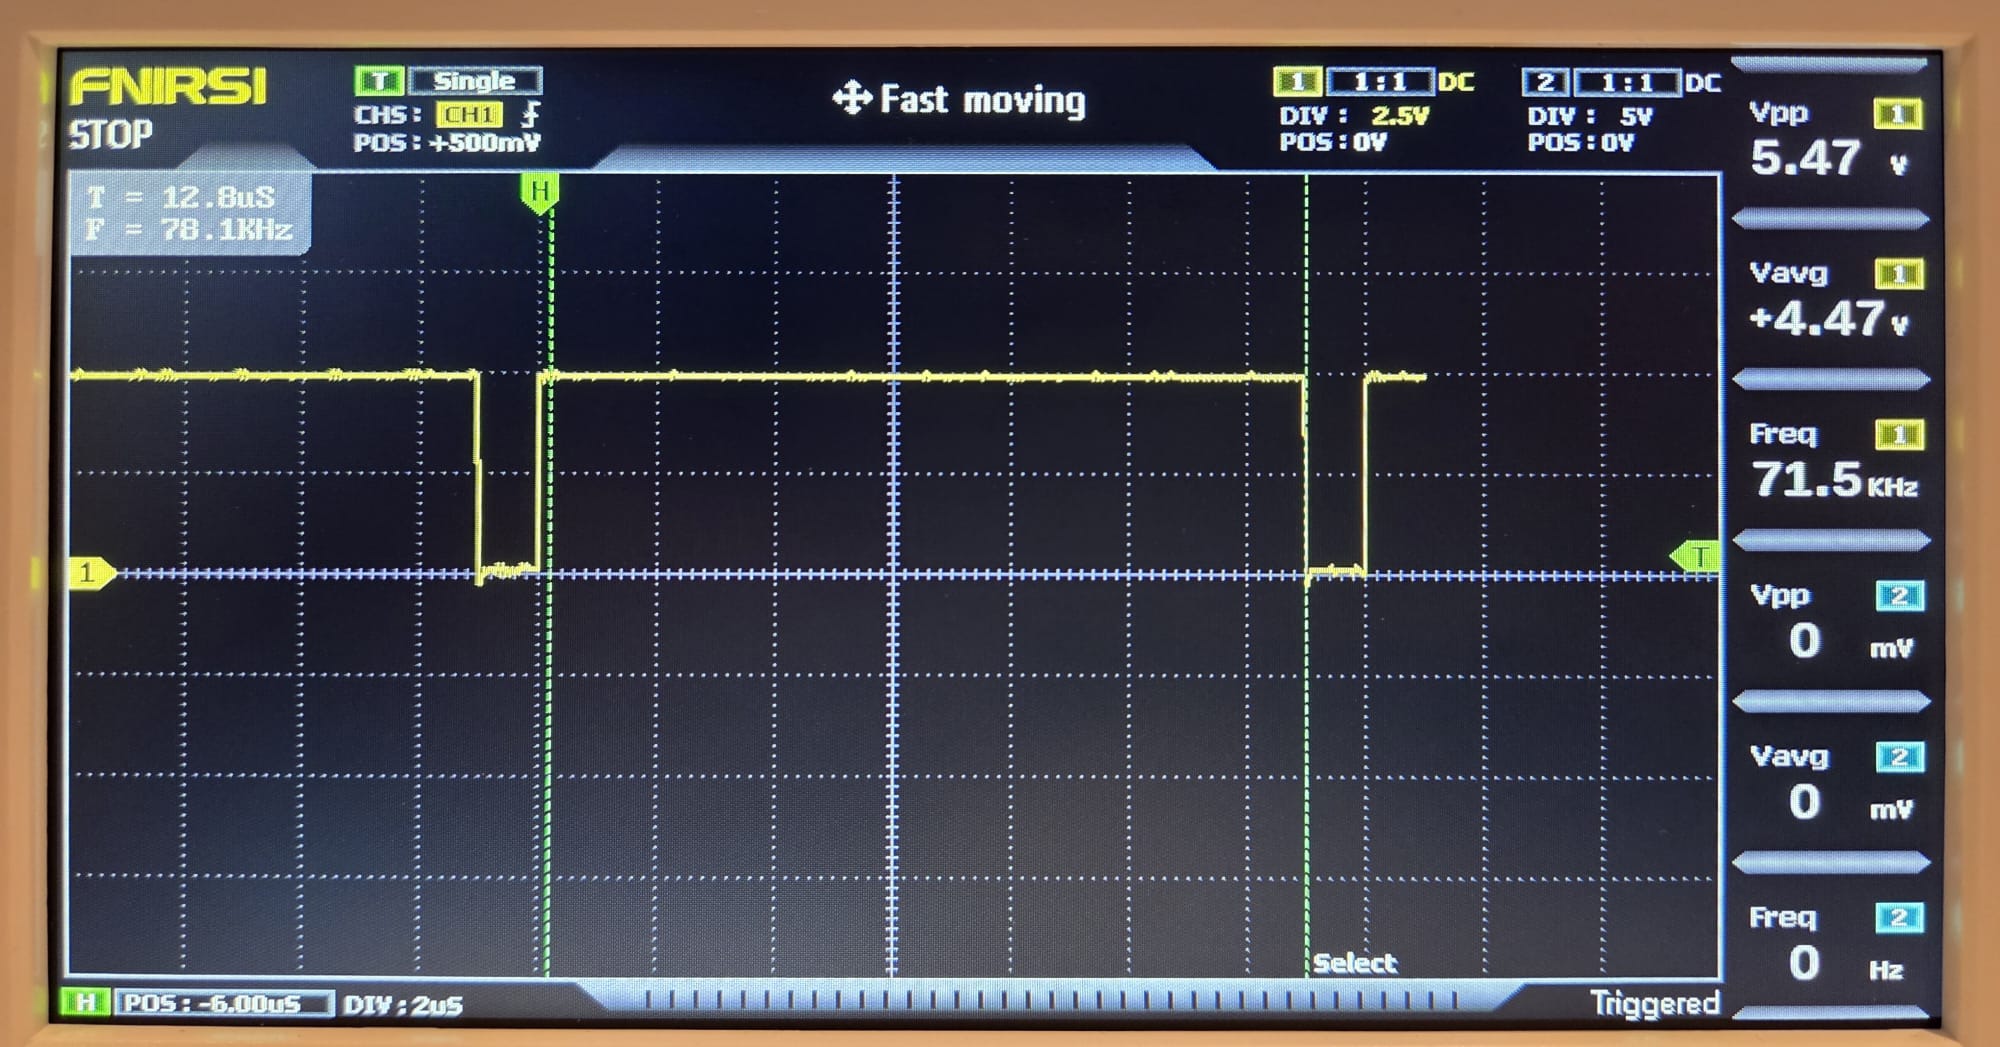 FNIRSI
STOP
T Single
CHS: CH1
POS:+500mV
Fast moving
1 1:1 DC
DIV: 2.5V
POS:0V
2 1:1 DC
DIV: 5V
POS:0V
T = 12.8uS
F = 78.1KHz
H
1
T
Select
Vpp 1
5.47 V
Vavg 1
+4.47 V
Freq 1
71.5 KHz
Vpp 2
0 mV
Vavg 2
0 mV
Freq 2
0 Hz
H POS:-6.00uS DIV:2uS
Triggered